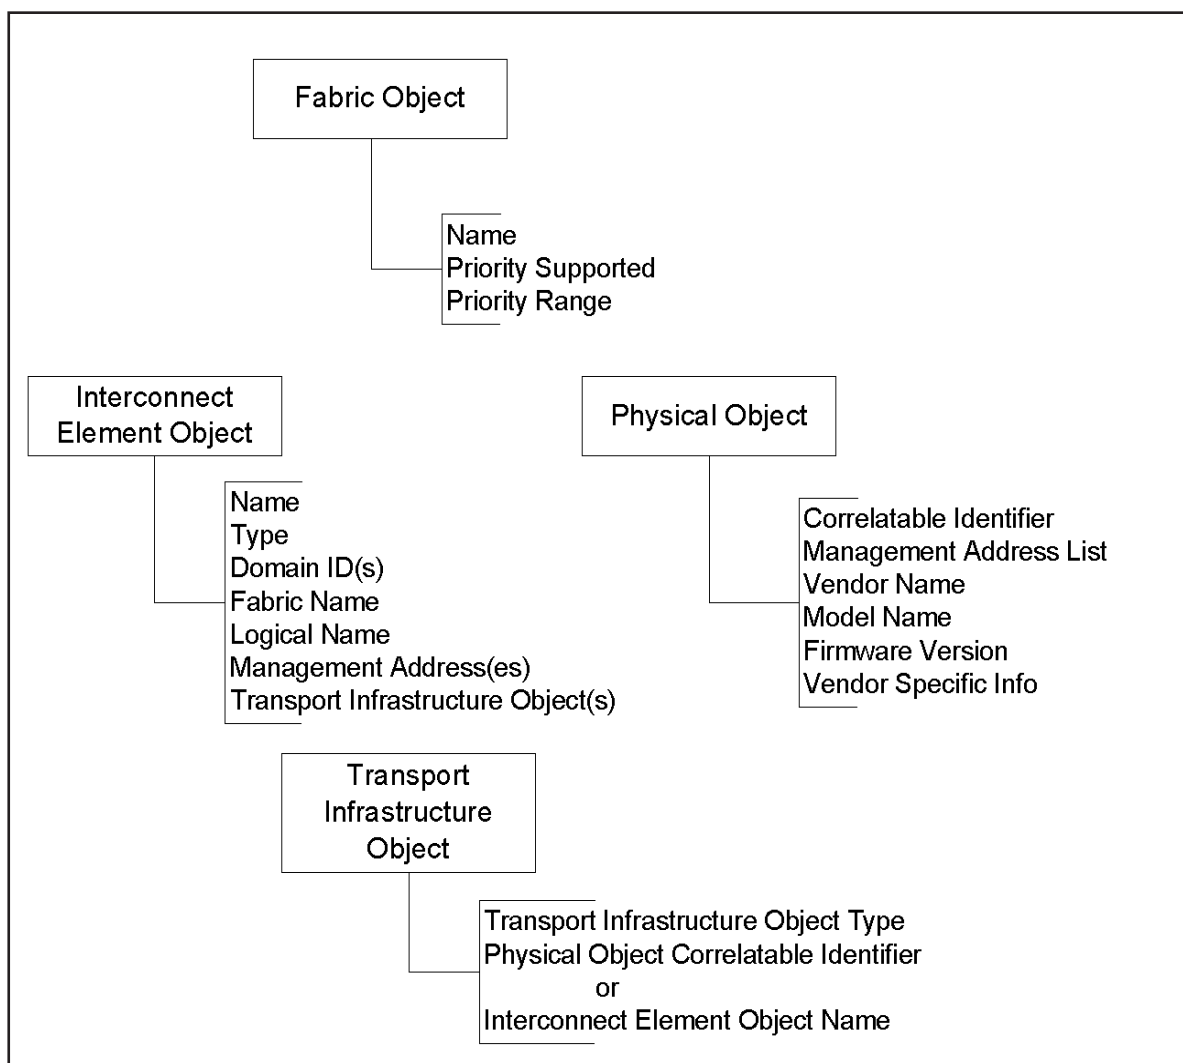 Fabric Object
Name
Priority Supported
Priority Range
Interconnect
Element Object
Name
Type
Domain ID(s)
Fabric Name
Logical Name
Management Address(es)
Transport Infrastructure Object(s)
Physical Object
Correlatable Identifier
Management Address List
Vendor Name
Model Name
Firmware Version
Vendor Specific Info
Transport
Infrastructure
Object
Transport Infrastructure Object Type
Physical Object Correlatable Identifier
or
Interconnect Element Object Name